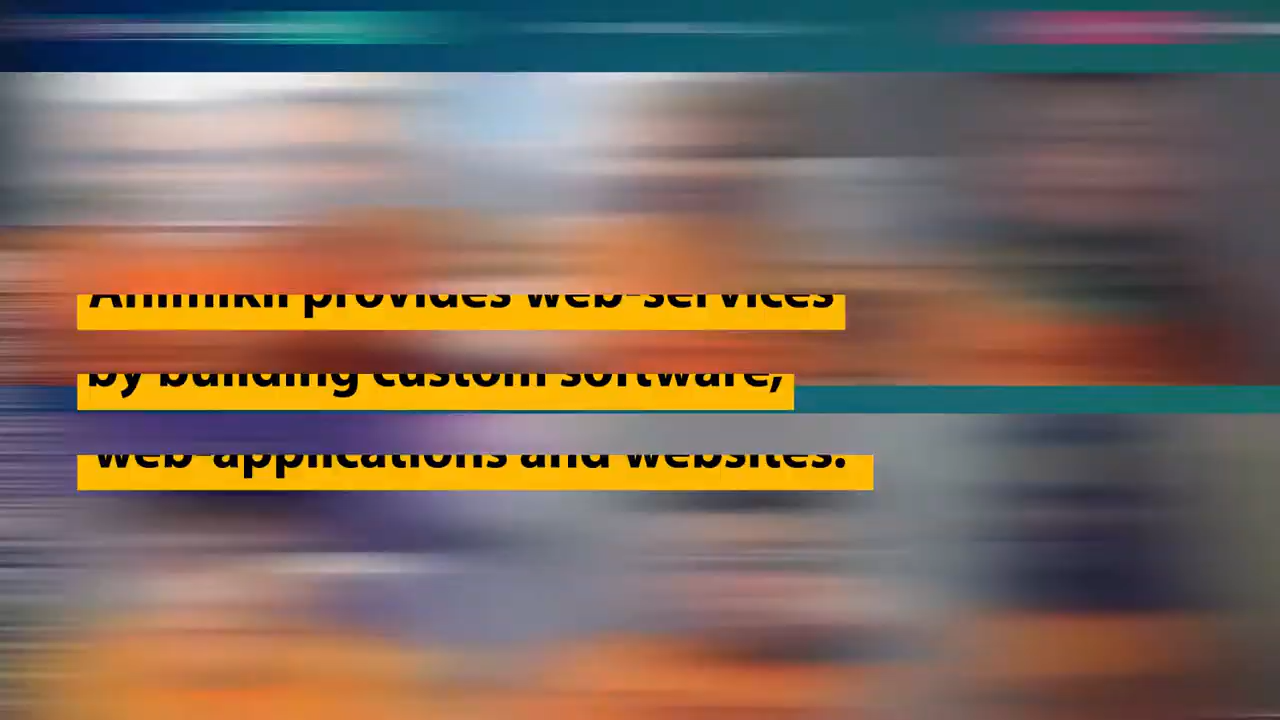 Animikii provides web-services
by building custom software,
web-applications and websites.